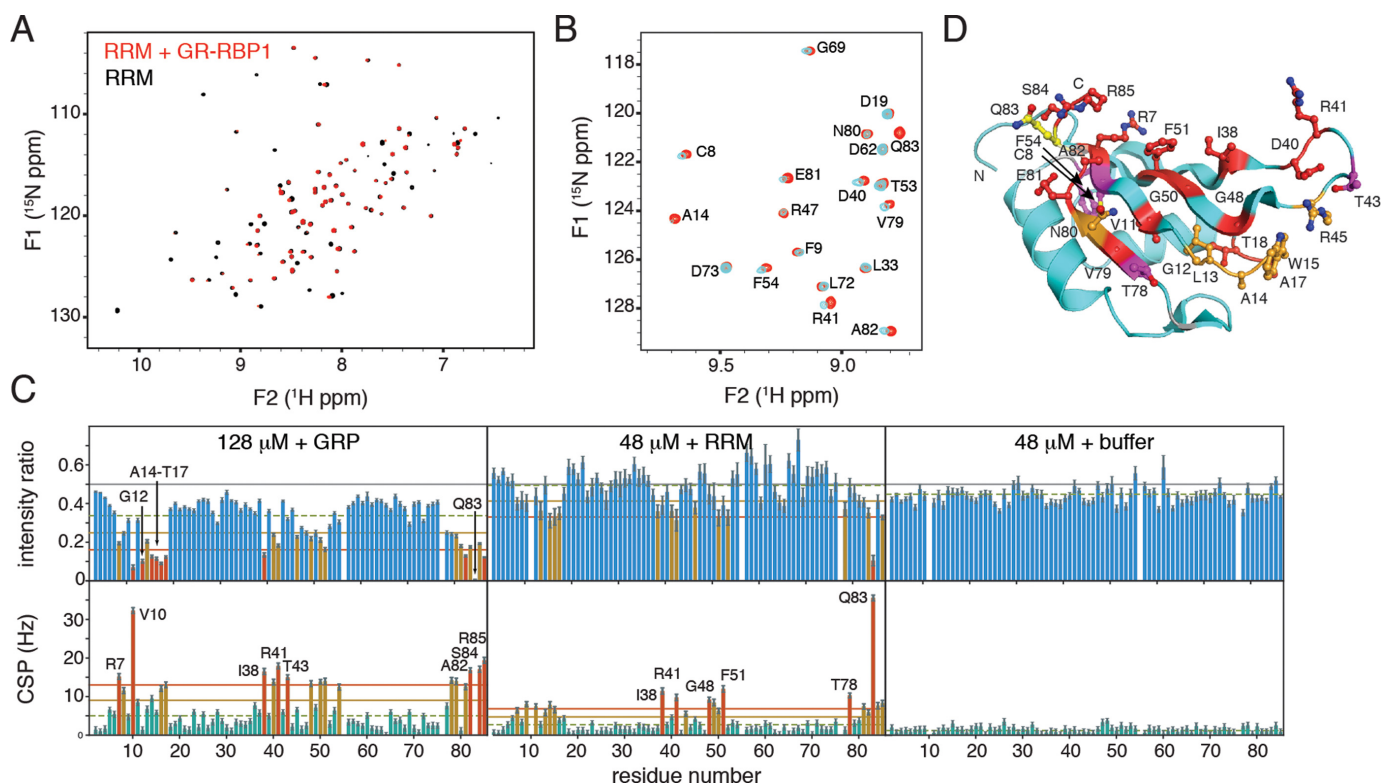 A
RRM + GR-RBP1
RRM
110
120
130
F1 (¹⁵N ppm)
10
9
8
7
F2 (¹H ppm)
B
118
120
122
124
126
128
F1 (¹⁵N ppm)
G69
D19
N80
Q83
D62
C8
E81
T53
D40
V79
A14
R47
F9
D73
F54
L33
L72
R41
A82
9.5
9.0
F2 (¹H ppm)
D
S84
C
R85
Q83
R7
F51
I38
R41
F54
A82
D40
C8
E81
N
G50
G48
T43
V11
R45
N80
T18
W15
V79
G12
L13
A17
T78
A14
C
128 µM + GRP
48 µM + RRM
48 µM + buffer
intensity ratio
0.6
0.4
0.2
0
A14-T17
G12
Q83
CSP (Hz)
30
20
10
0
V10
R7
I38
R41
T43
R85
S84
A82
Q83
I38
R41
G48
F51
T78
10 20 30 40 50 60 70 80
10 20 30 40 50 60 70 80
10 20 30 40 50 60 70 80
residue number